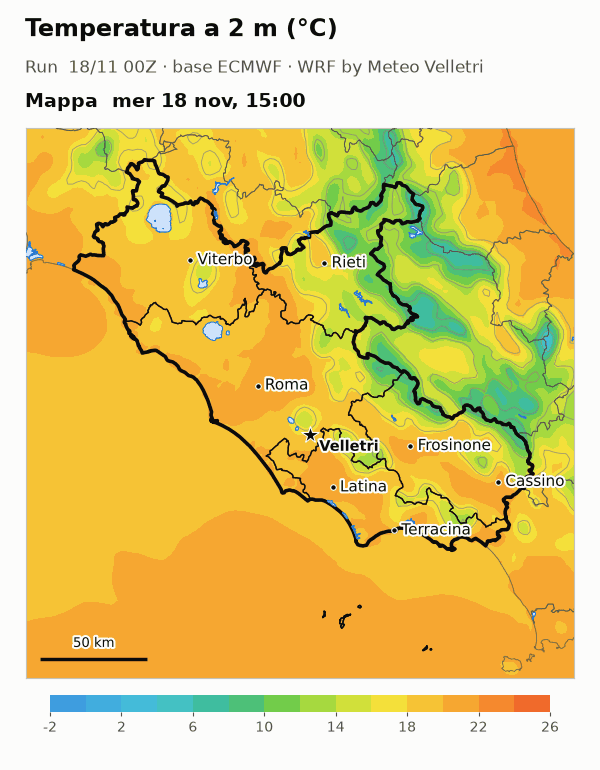 Temperatura a 2 m (°C)
Run  18/11 00Z · base ECMWF · WRF by Meteo Velletri
Mappa  mer 18 nov, 15:00
Viterbo
Rieti
Roma
Velletri
Frosinone
Latina
Cassino
Terracina
50 km
-2 2 6 10 14 18 22 26